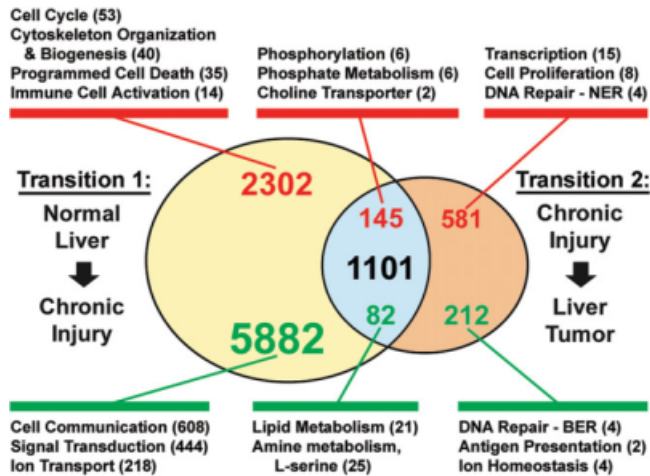 Cell Cycle (53)
Cytoskeleton Organization
& Biogenesis (40)
Programmed Cell Death (35)
Immune Cell Activation (14)
Phosphorylation (6)
Phosphate Metabolism (6)
Choline Transporter (2)
Transcription (15)
Cell Proliferation (8)
DNA Repair - NER (4)
Transition 1:
Normal
Liver
Chronic
Injury
2302
145
581
1101
5882
82
212
Transition 2:
Chronic
Injury
Liver
Tumor
Cell Communication (608)
Signal Transduction (444)
Ion Transport (218)
Lipid Metabolism (21)
Amine metabolism,
L-serine (25)
DNA Repair - BER (4)
Antigen Presentation (2)
Ion Homeostasis (4)